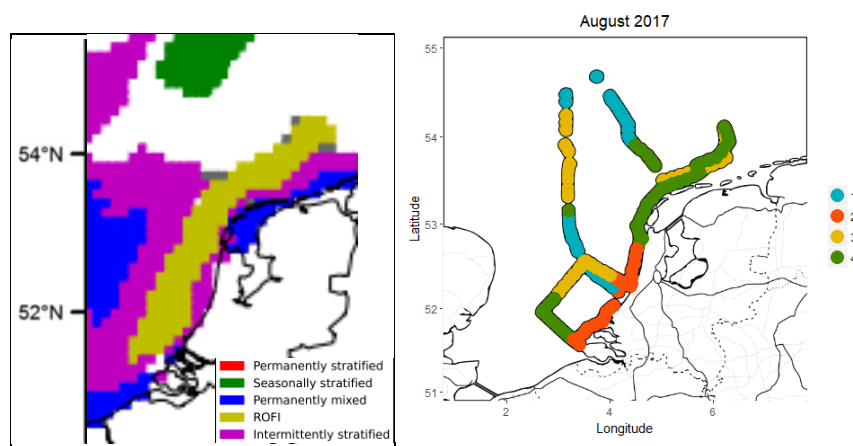 54°N
52°N
Permanently stratified
Seasonally stratified
Permanently mixed
ROFI
Intermittently stratified
August 2017
55
54
53
52
51
2
4
6
Latitude
Longitude